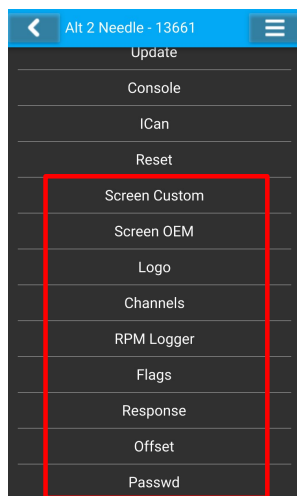 Alt 2 Needle - 13661
Update
Console
ICan
Reset
Screen Custom
Screen OEM
Logo
Channels
RPM Logger
Flags
Response
Offset
Passwd